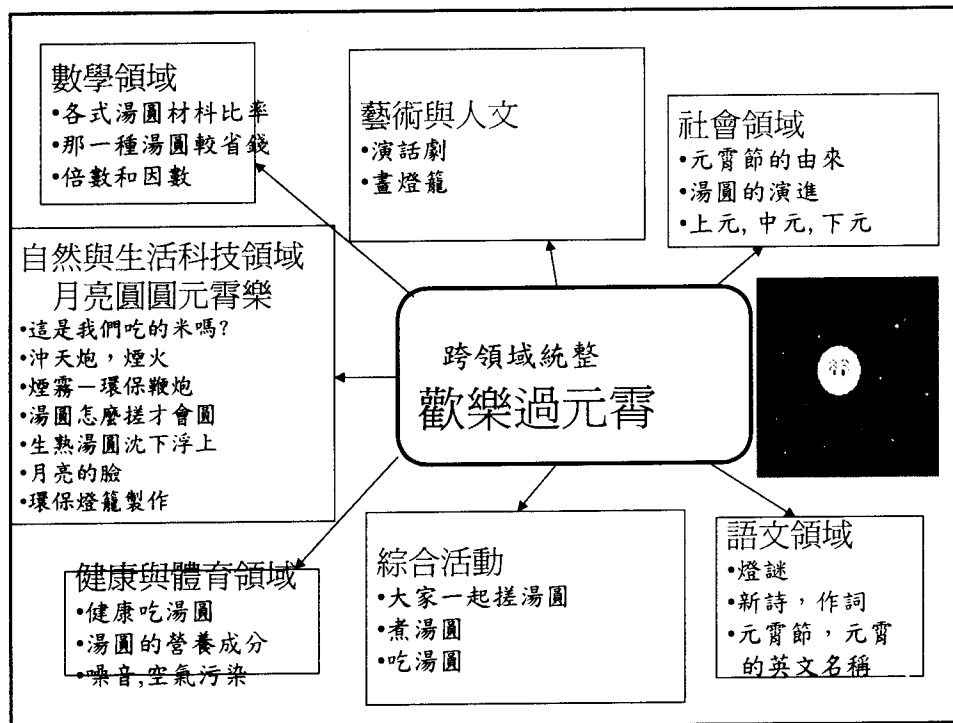 數學領域
•各式湯圓材料比率
•那一種湯圓較省錢
•倍數和因數
藝術與人文
•演話劇
•畫燈籠
社會領域
•元霄節的由來
•湯圓的演進
•上元,中元,下元
自然與生活科技領域
月亮圓圓元霄樂
•這是我們吃的米嗎?
•沖天炮，煙火
•煙霧－環保鞭炮
•湯圓怎麼搓才會圓
•生熟湯圓沈下浮上
•月亮的臉
•環保燈籠製作
跨領域統整
歡樂過元霄
健康與體育領域
•健康吃湯圓
•湯圓的營養成分
•噪音,空氣污染
綜合活動
•大家一起搓湯圓
•煮湯圓
•吃湯圓
語文領域
•燈謎
•新詩，作詞
•元霄節，元霄
的英文名稱